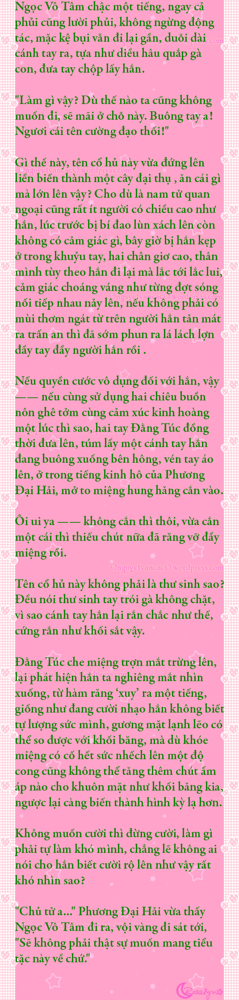 Ngọc Vô Tâm chậc một tiếng, ngay cả
phủi cũng lười phủi, không ngừng động
tác, mặc kệ bụi vẫn đi lại gần, duỗi dài
cánh tay ra, tựa như diều hâu quắp gà
con, đưa tay chộp lấy hắn.
"Làm gì vậy? Dù thế nào ta cũng không
muốn đi, sẽ mãi ở chỗ này. Buông tay a!
Ngươi cái tên cường đạo thối!"
Gì thế này, tên cổ hủ này vừa đứng lên
liền biến thành một cây đại thụ , ăn cái gì
mà lớn lên vậy? Cho dù là nam tử quan
ngoại cũng rất ít người có chiều cao như
hắn, lúc trước bị bí đao lùn xách lên còn
không có cảm giác gì, bây giờ bị hắn kẹp
ở trong khuỷu tay, hai chân giơ cao, thân
mình tùy theo hắn đi lại mà lắc tới lắc lui,
cảm giác choáng váng như từng đợt sóng
nối tiếp nhau nảy lên, nếu không phải có
mùi thơm ngát từ trên người hắn tản mát
ra trấn an thì đã sớm phun ra lá lách lợn
đầy tay đầy người hắn rồi .
Nếu quyền cước vô dụng đối với hắn, vậy
—— nếu cùng sử dụng hai chiêu buồn
nôn ghê tởm cùng cảm xúc kinh hoàng
một lúc thì sao, hai tay Đằng Túc đồng
thời đưa lên, túm lấy một cánh tay hắn
đang buông xuống bên hông, vén tay áo
lên, ở trong tiếng kinh hô của Phương
Đại Hải, mở to miệng hung hăng cắn vào.
Ôi ui ya —— không cắn thì thôi, vừa cắn
một cái thì thiếu chút nữa đã răng vỡ đầy
miệng rồi.
Onguyetvancac0.wordpress.com
Tên cổ hủ này không phải là thư sinh sao?
Đều nói thư sinh tay trói gà không chặt,
vì sao cánh tay hắn lại rắn chắc như thế,
cứng rắn như khối sắt vậy.
Đằng Túc che miệng trợn mắt trừng lên,
lại phát hiện hắn ta nghiêng mắt nhìn
xuống, từ hàm răng ‘xuy’ ra một tiếng,
giống như đang cười nhạo hắn không biết
tự lượng sức mình, gương mặt lạnh lẽo có
thể so được với khối băng, mà dù khóe
miệng có cố hết sức nhếch lên một độ
cong cũng không thể tăng thêm chút ấm
áp nào cho khuôn mặt như khối băng kia,
ngược lại càng biến thành hình kỳ lạ hơn.
Không muốn cười thì đừng cười, làm gì
phải tự làm khó mình, chẳng lẽ không ai
nói cho hắn biết cười rộ lên như vậy rất
khó nhìn sao?
"Chủ tử a..." Phương Đại Hải vừa thấy
Ngọc Vô Tâm đi ra, vội vàng đi sát tới,
"Sẽ không phải thật sự muốn mang tiểu
tặc này về chứ."
Rosalyn